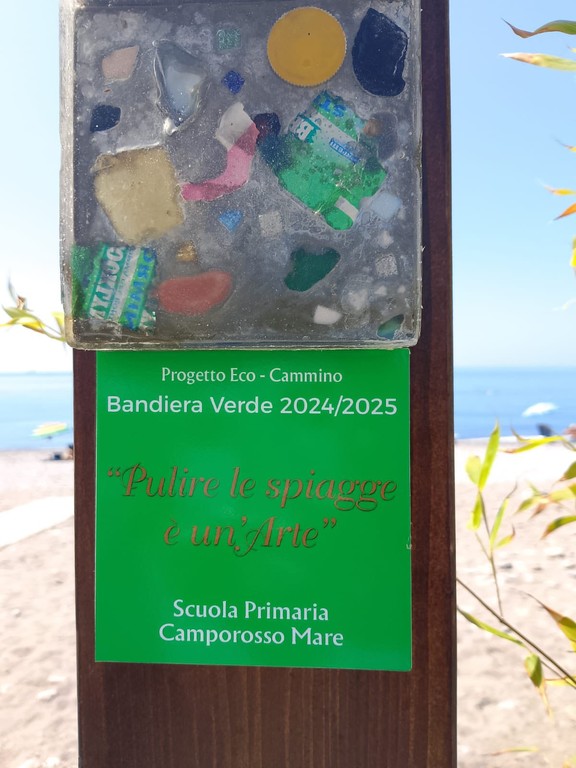 Progetto Eco - Cammino
Bandiera Verde 2024/2025
“Pulire le spiagge
è un’Arte”
Scuola Primaria
Camporosso Mare